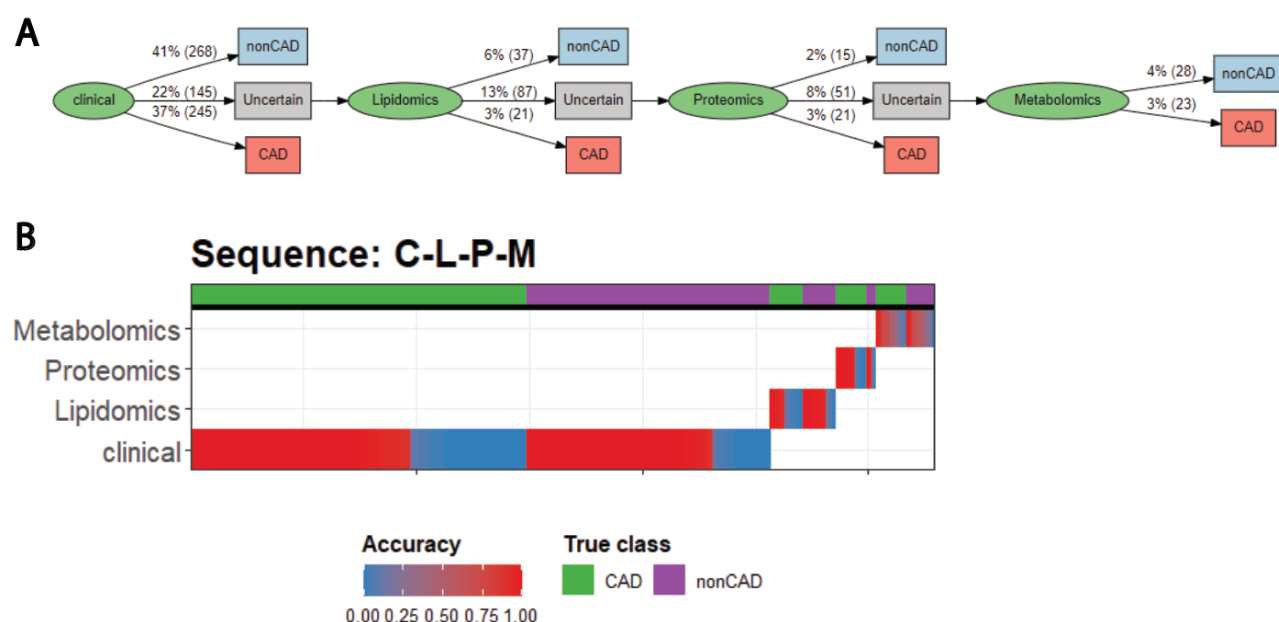 A
clinical
41% (268)
22% (145)
37% (245)
nonCAD
Uncertain
CAD
Lipidomics
6% (37)
13% (87)
3% (21)
nonCAD
Uncertain
CAD
Proteomics
2% (15)
8% (51)
3% (21)
nonCAD
Uncertain
CAD
Metabolomics
4% (28)
3% (23)
nonCAD
CAD
B
Sequence: C-L-P-M
Metabolomics
Proteomics
Lipidomics
clinical
Accuracy
0.00 0.25 0.50 0.75 1.00
True class
CAD nonCAD